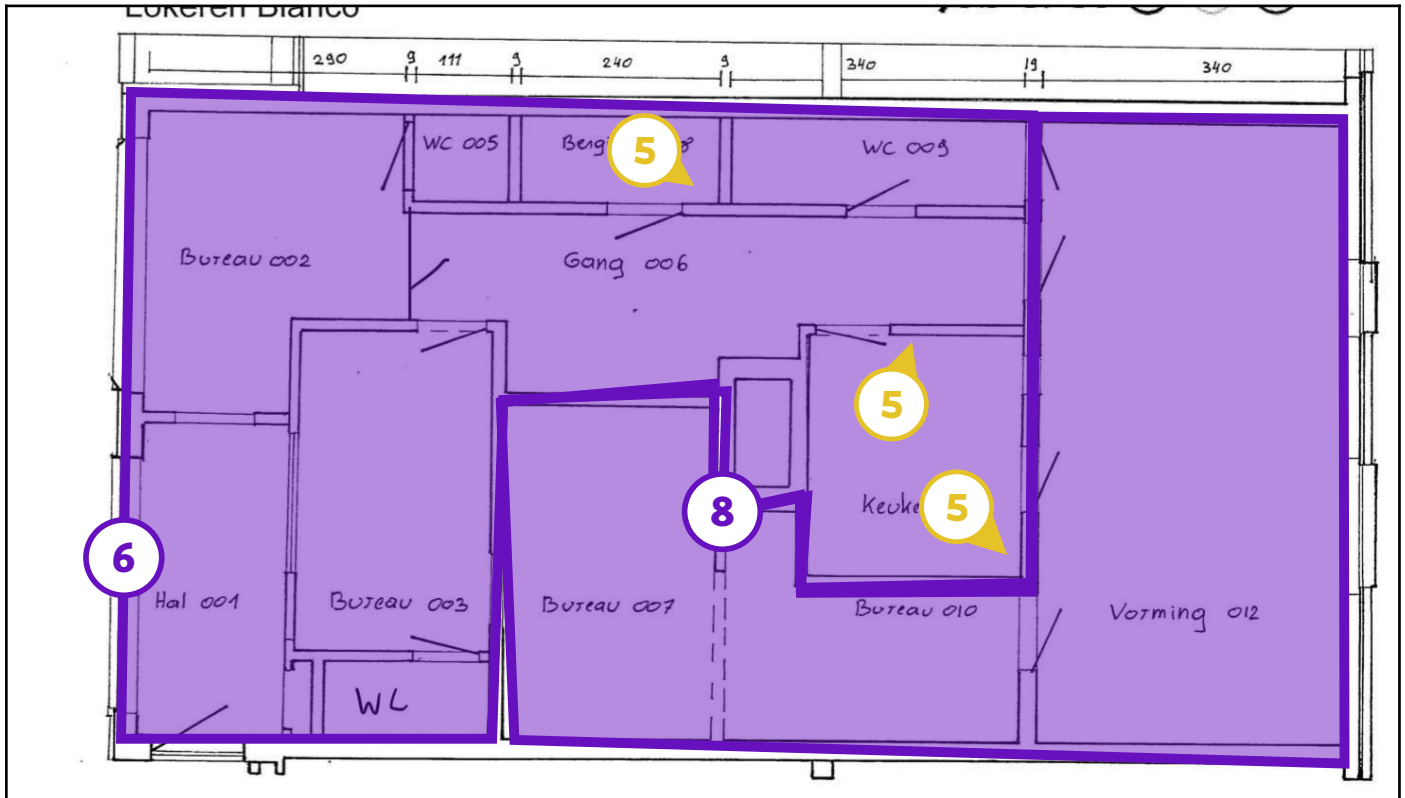 Lokeren Blanco
290 9 111 9 240 9 340 19 340
WC 005
5
WC 009
Bureau 002
Gang 006
5
5
8
6
Hal 001
Bureau 003
Bureau 007
Bureau 010
Vorming 012
WC